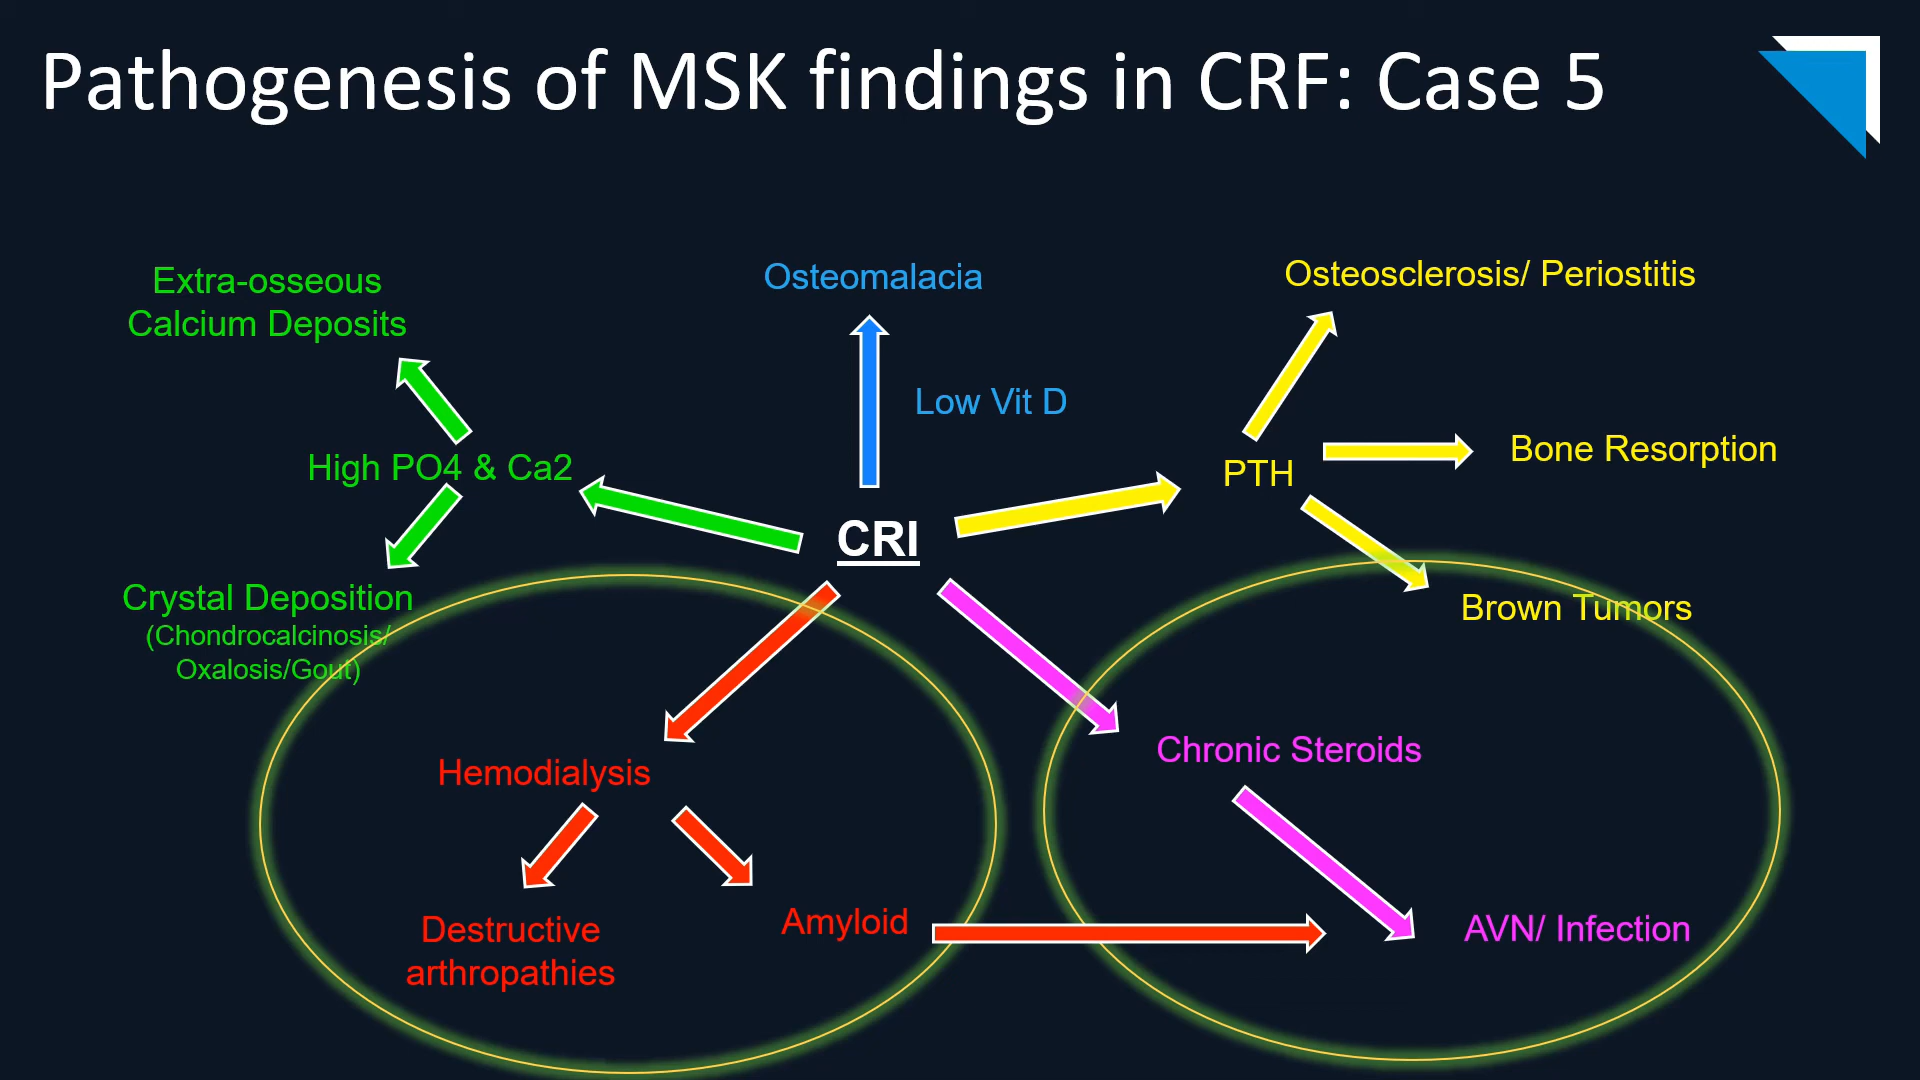 Pathogenesis of MSK findings in CRF: Case 5
Extra-osseous
Calcium Deposits
Osteomalacia
Osteosclerosis/ Periostitis
Low Vit D
High PO4 & Ca2
PTH
Bone Resorption
CRI
Crystal Deposition
(Chondrocalcinosis/
Oxalosis/Gout)
Brown Tumors
Hemodialysis
Chronic Steroids
Destructive
arthropathies
Amyloid
AVN/ Infection